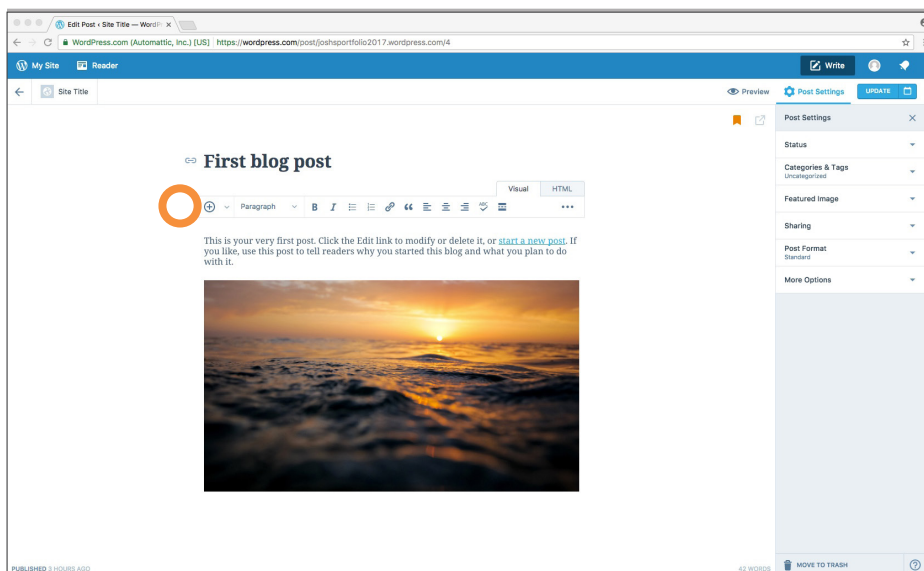 Edit Post ‹ Site Title — WordPr
WordPress.com (Automattic, Inc.) [US] https://wordpress.com/post/joshsportfolio2017.wordpress.com/4
My Site Reader Write
Site Title Preview Post Settings UPDATE
Post Settings
Status
Categories & Tags
Uncategorized
Featured Image
Sharing
Post Format
Standard
More Options
First blog post
Visual HTML
Paragraph B I ABC
This is your very first post. Click the Edit link to modify or delete it, or start a new post. If
you like, use this post to tell readers why you started this blog and what you plan to do
with it.
PUBLISHED 3 HOURS AGO 42 WORDS MOVE TO TRASH